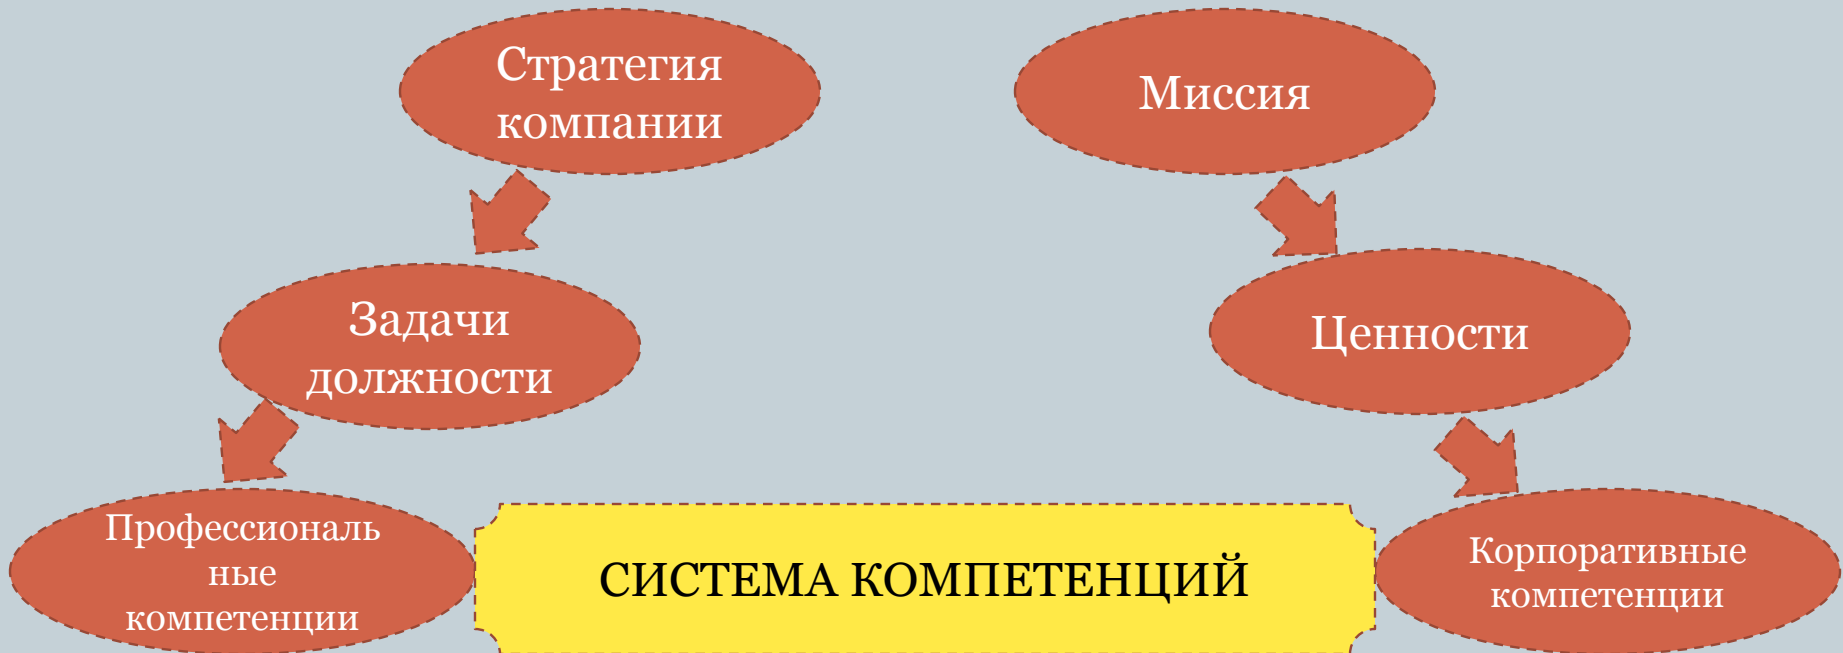 Стратегия
компании
Миссия
Задачи
должности
Ценности
Профессиональ
ные
компетенции
СИСТЕМА КОМПЕТЕНЦИЙ
Корпоративные
компетенции